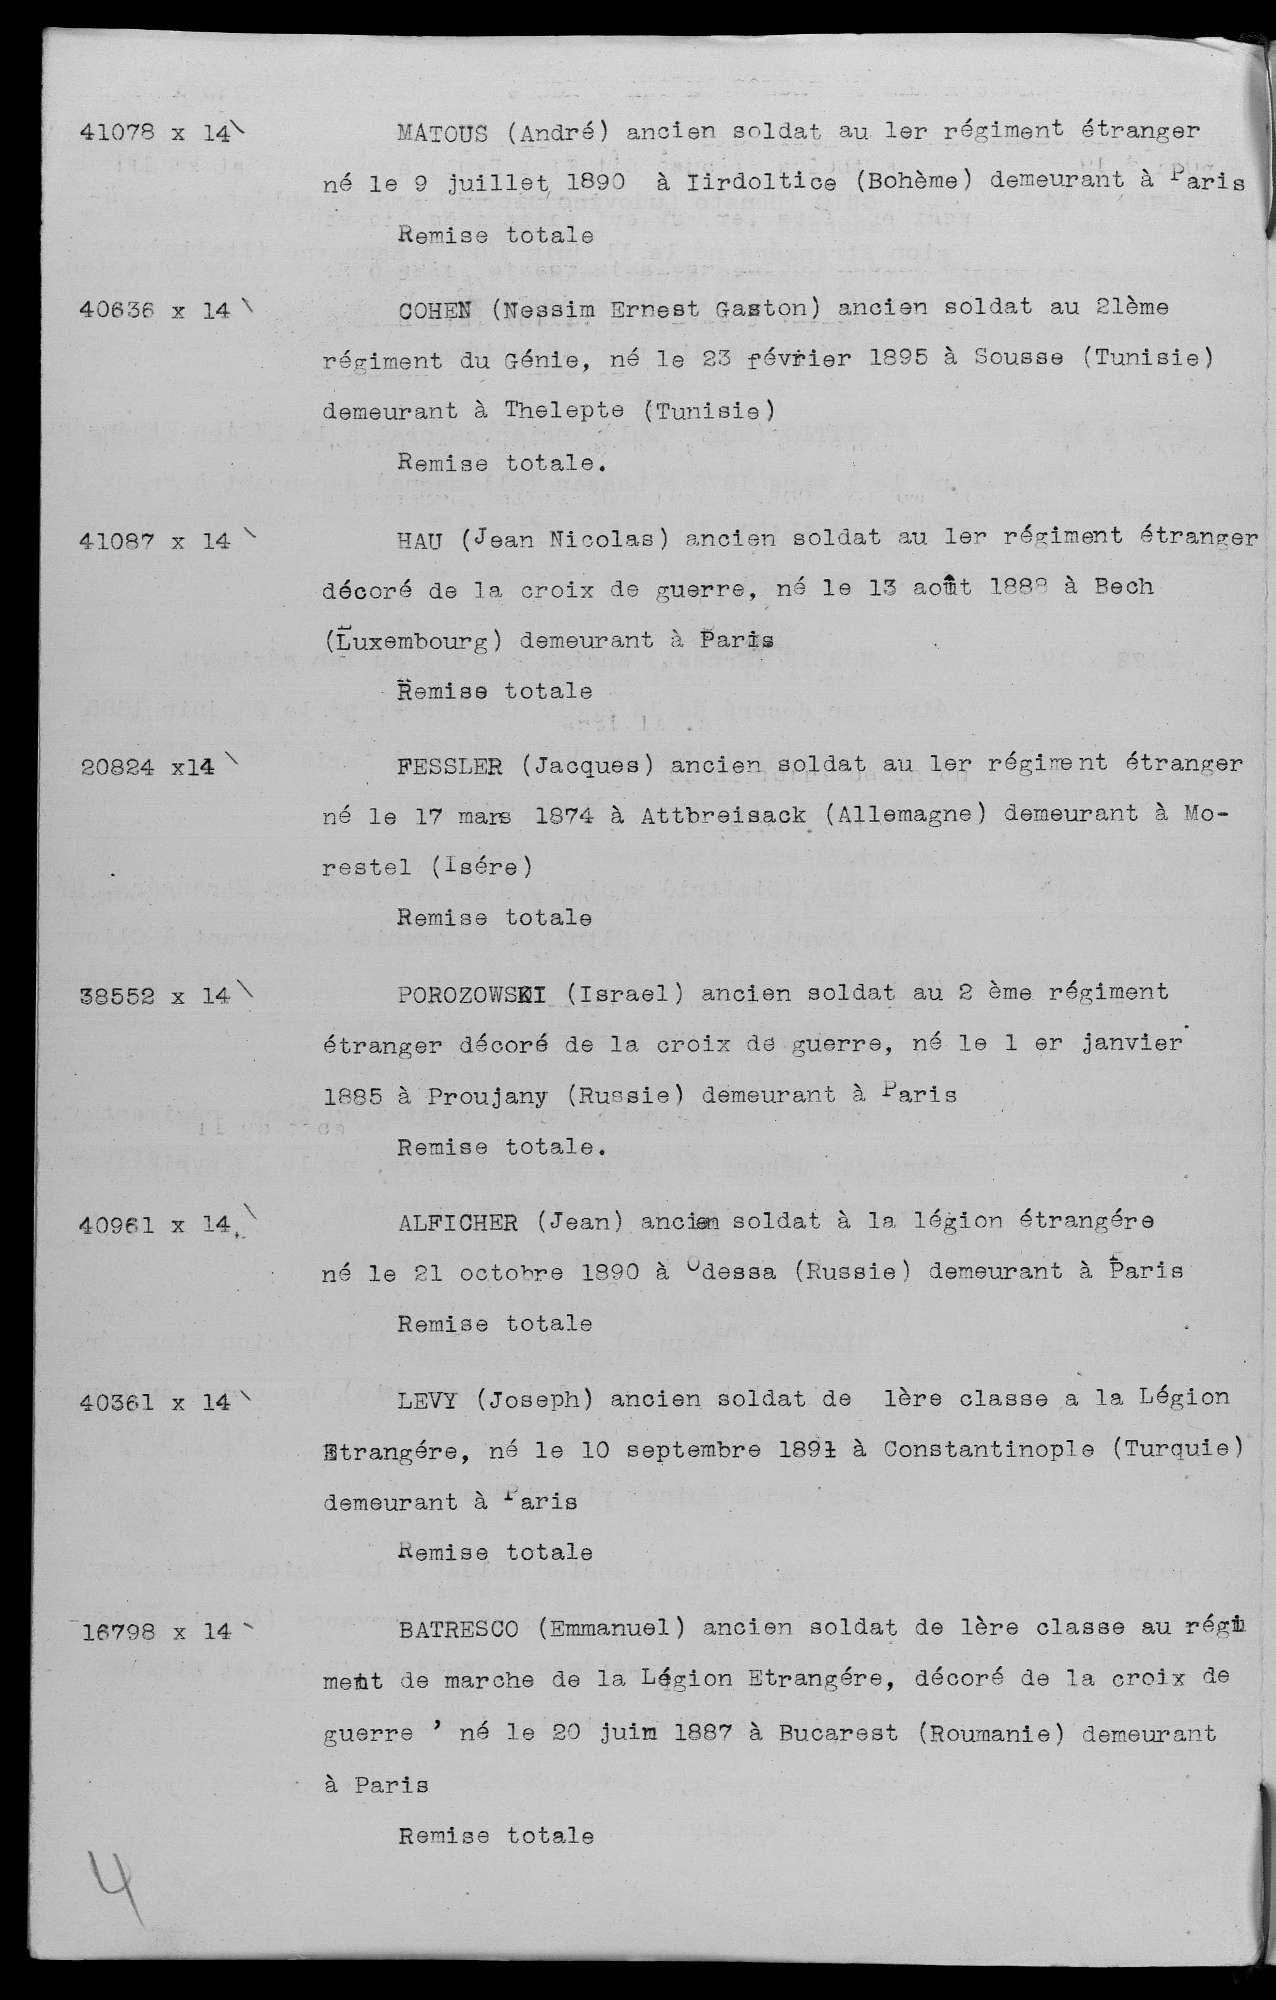 41078 x 14\ MATOUS (André) ancien soldat au 1er régiment étranger
né le 9 juillet 1890 à Iirdoltice (Bohème) demeurant à Paris
Remise totale
40636 x 14 \ COHEN (Nessim Ernest Gaston) ancien soldat au 21ème
régiment du Génie, né le 23 février 1895 à Sousse (Tunisie)
demeurant à Thelepte (Tunisie)
Remise totale.
41087 x 14 \ HAU (Jean Nicolas) ancien soldat au 1er régiment étranger
décoré de la croix de guerre, né le 13 août 1888 à Bech
(Luxembourg) demeurant à Paris
Remise totale
20824 x14 \ FESSLER (Jacques) ancien soldat au 1er régiment étranger
né le 17 mars 1874 à Attbreisack (Allemagne) demeurant à Mo-
restel (Isére)
Remise totale
38552 x 14 \ POROZOWSKI (Israel) ancien soldat au 2 ème régiment
étranger décoré de la croix de guerre, né le 1 er janvier
1885 à Proujany (Russie) demeurant à Paris
Remise totale.
40961 x 14. \ ALFICHER (Jean) ancien soldat à la légion étrangére
né le 21 octobre 1890 à Odessa (Russie) demeurant à Paris
Remise totale
40361 x 14 \ LEVY (Joseph) ancien soldat de 1ère classe a la Légion
Etrangére, né le 10 septembre 1891 à Constantinople (Turquie)
demeurant à Paris
Remise totale
16798 x 14 \ BATRESCO (Emmanuel) ancien soldat de 1ère classe au régi
ment de marche de la Légion Etrangére, décoré de la croix de
guerre ' né le 20 juin 1887 à Bucarest (Roumanie) demeurant
à Paris
Remise totale
4